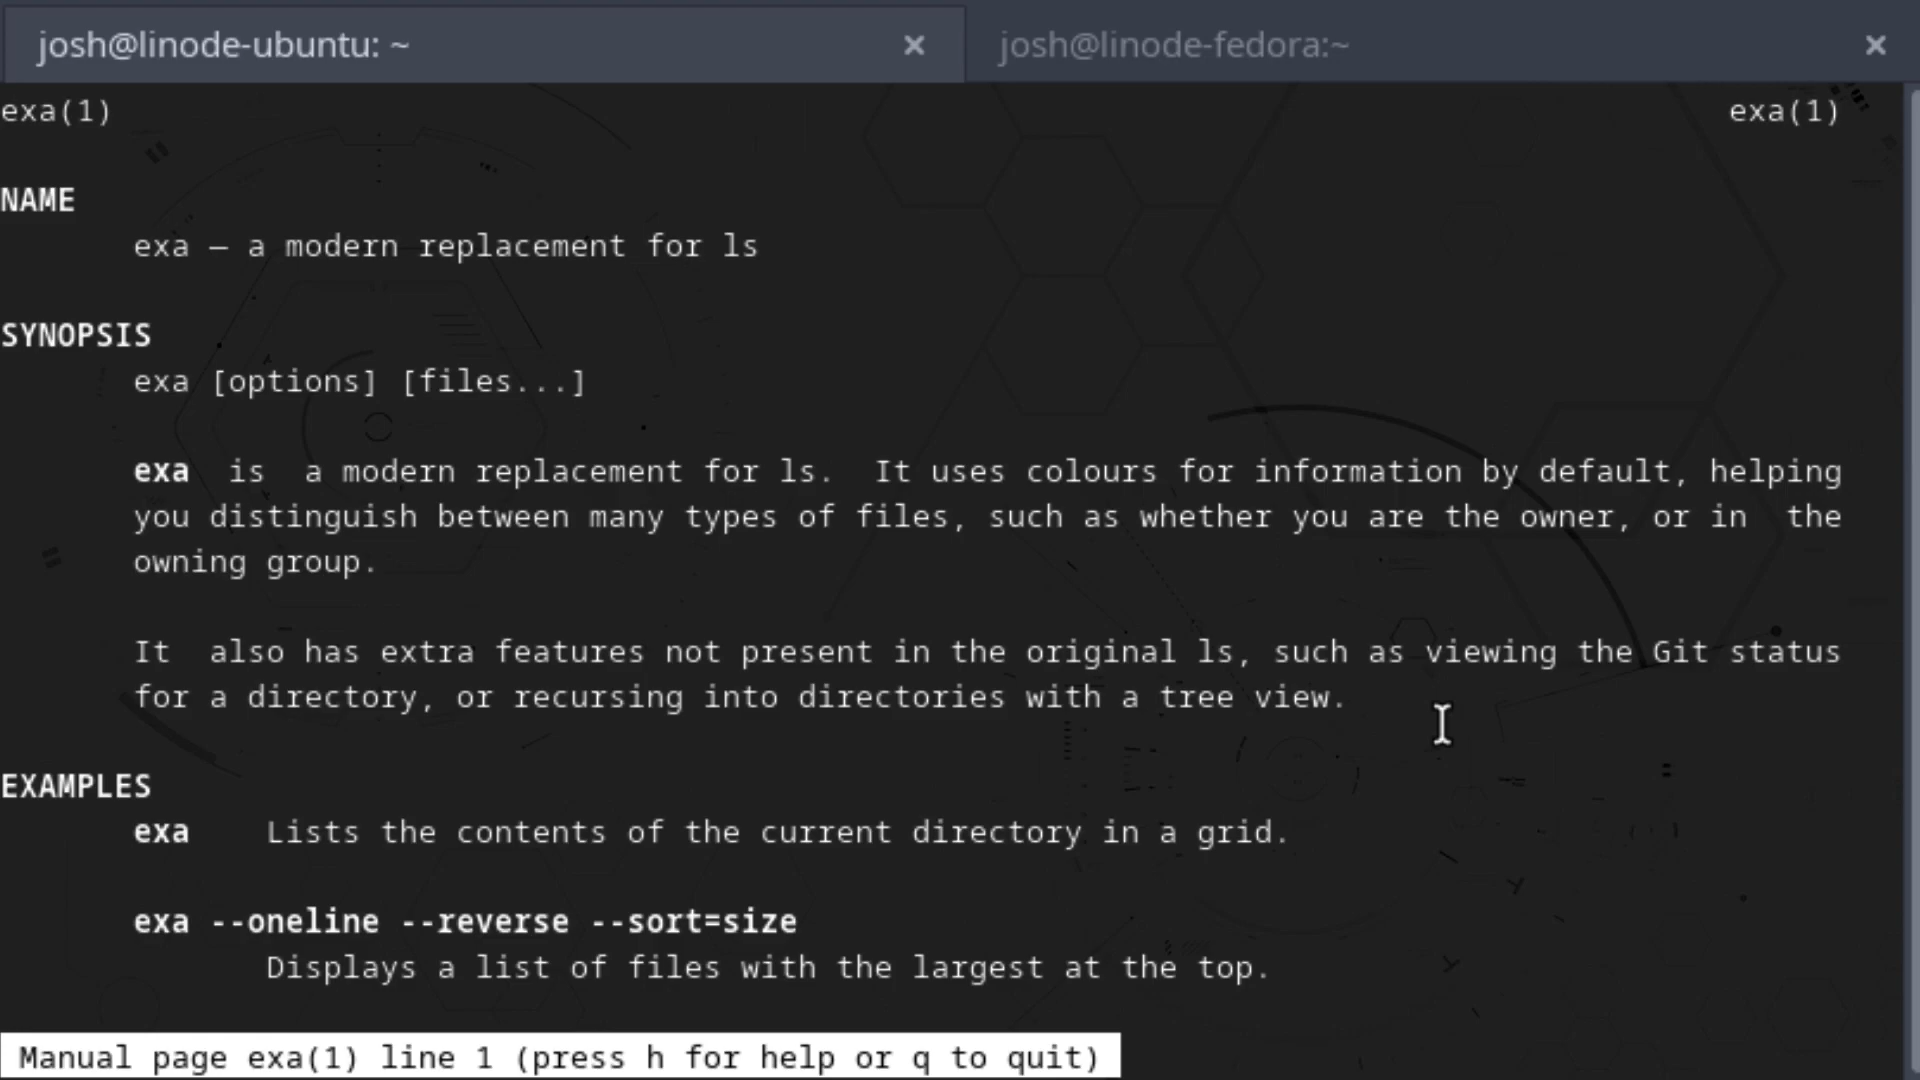 josh@linode-ubuntu: ~ × josh@linode-fedora:~ ×
exa(1) exa(1)
NAME
exa — a modern replacement for ls
SYNOPSIS
exa [options] [files...]
exa is a modern replacement for ls. It uses colours for information by default, helping
you distinguish between many types of files, such as whether you are the owner, or in the
owning group.
It also has extra features not present in the original ls, such as viewing the Git status
for a directory, or recursing into directories with a tree view.
EXAMPLES
exa Lists the contents of the current directory in a grid.
exa --oneline --reverse --sort=size
Displays a list of files with the largest at the top.
Manual page exa(1) line 1 (press h for help or q to quit)